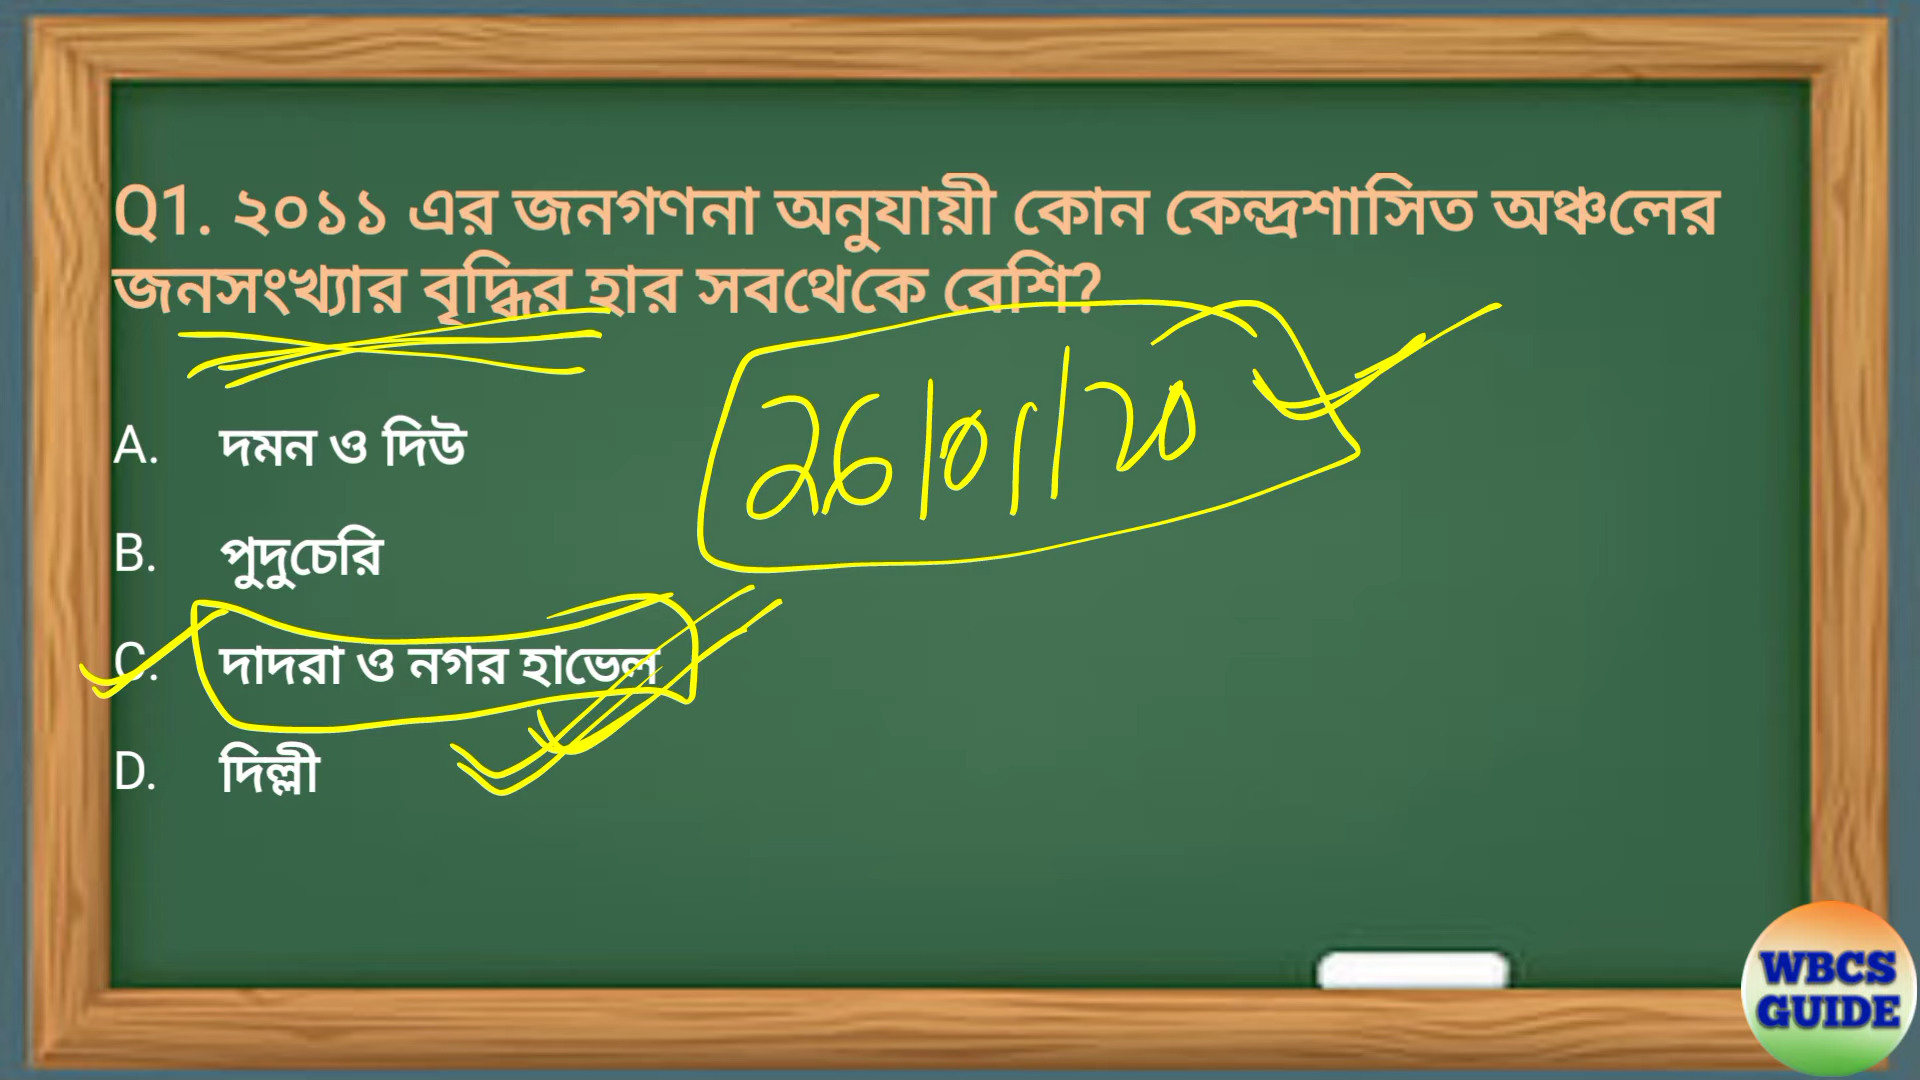 Q1. ২০১১ এর জনগণনা অনুযায়ী কোন কেন্দ্রশাসিত অঞ্চলের
জনসংখ্যার বৃদ্ধির হার সবথেকে বেশি?
26/01/20
A. দমন ও দিউ
B. পুদুচেরি
C. দাদরা ও নগর হাভেল
D. দিল্লী
WBCS
GUIDE